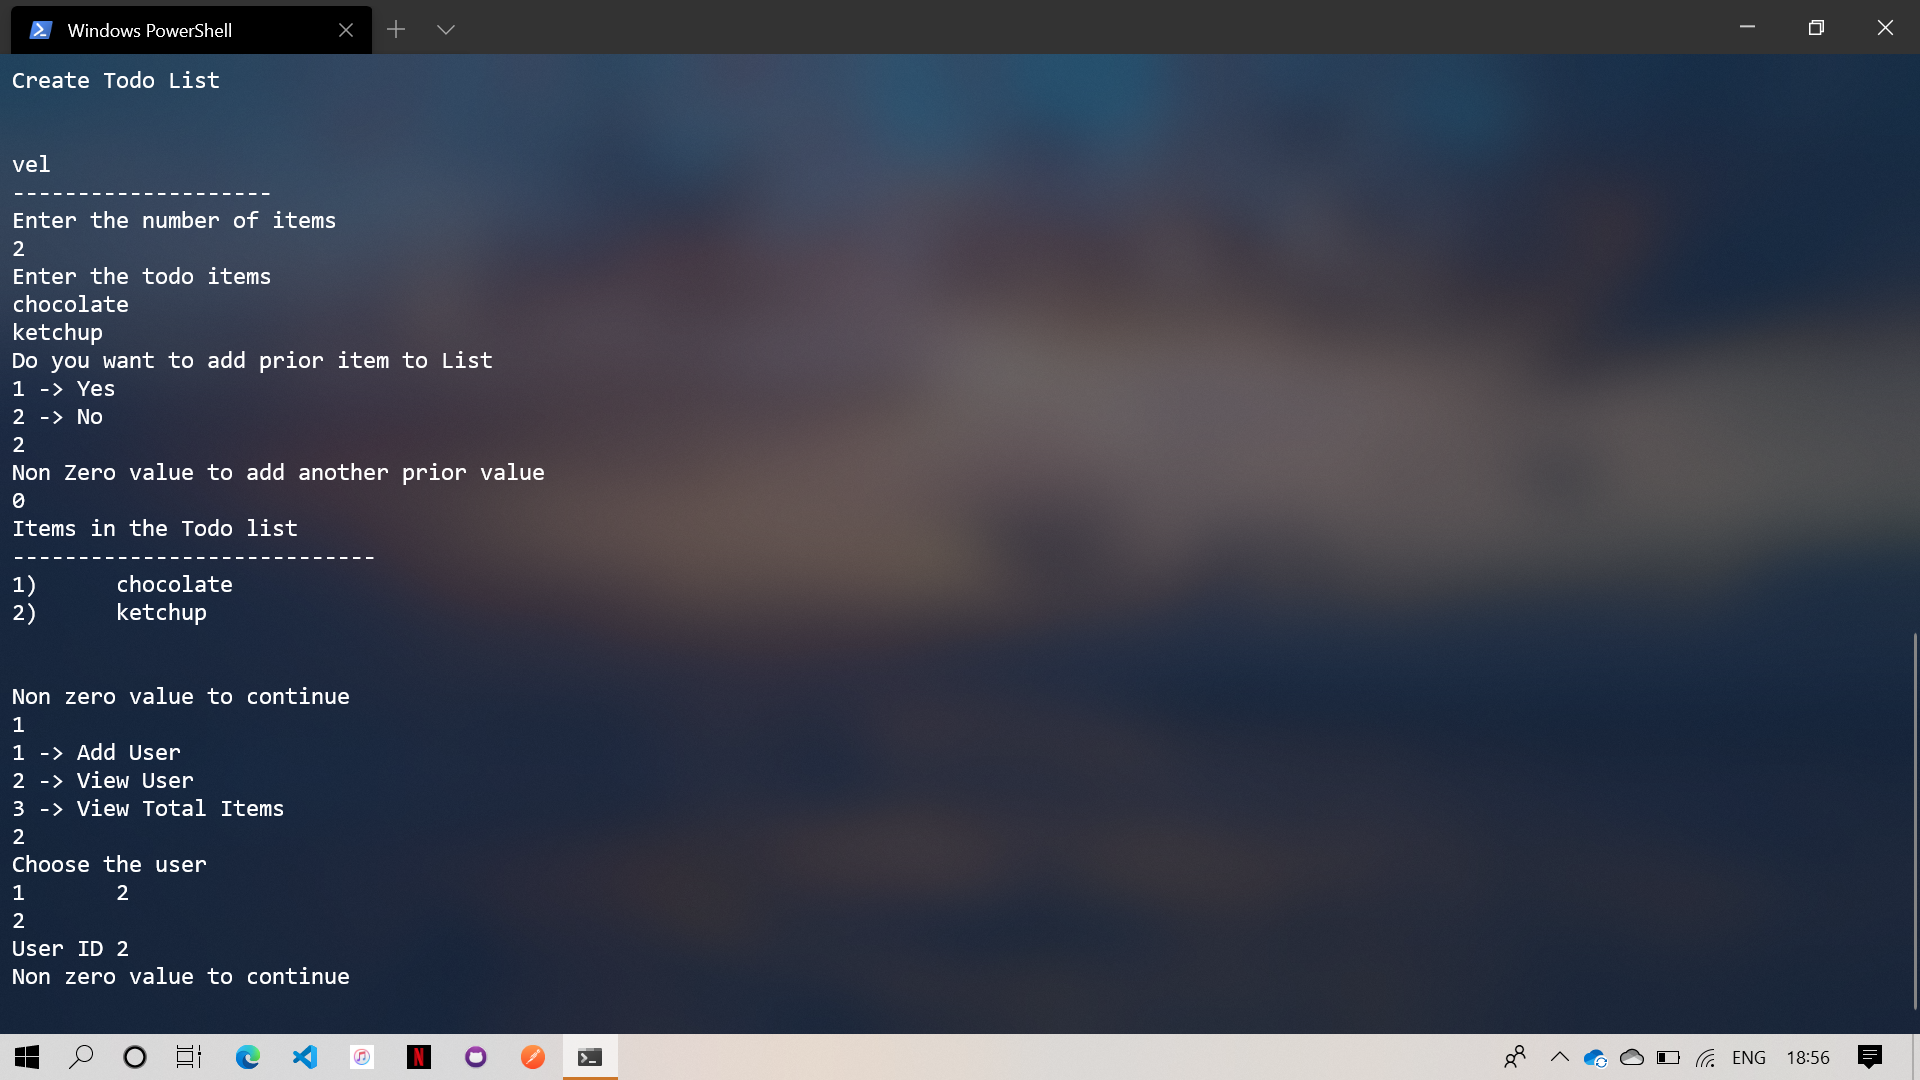 Windows PowerShell
Create Todo List
vel
--------------------
Enter the number of items
2
Enter the todo items
chocolate
ketchup
Do you want to add prior item to List
1 -> Yes
2 -> No
2
Non Zero value to add another prior value
0
Items in the Todo list
----------------------------
1)      chocolate
2)      ketchup
Non zero value to continue
1
1 -> Add User
2 -> View User
3 -> View Total Items
2
Choose the user
1       2
2
User ID 2
Non zero value to continue
ENG 18:56